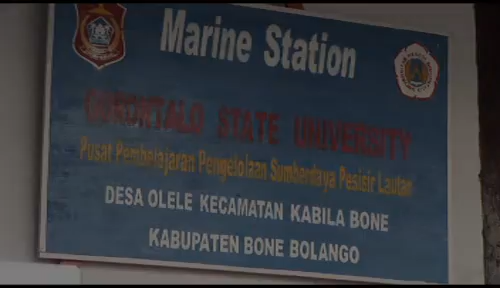 Marine Station
GORONTALO STATE UNIVERSITY
Pusat Pembelajaran Pengelolaan Sumberdaya Pesisir Lautan
DESA OLELE KECAMATAN KABILA BONE
KABUPATEN BONE BOLANGO